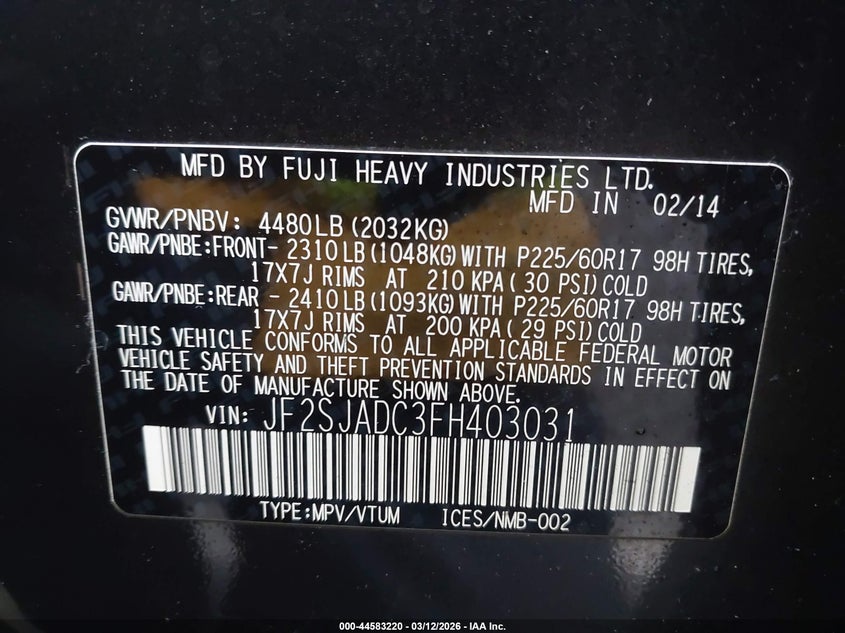 MFD BY FUJI HEAVY INDUSTRIES LTD.
MFD IN 02/14
GVWR/PNBV: 4480LB (2032KG)
GAWR/PNBE:FRONT- 2310LB (1048KG) WITH P225/60R17 98H TIRES,
17X7J RIMS AT 210 KPA ( 30 PSI) COLD
GAWR/PNBE:REAR - 2410LB (1093KG) WITH P225/60R17 98H TIRES,
17X7J RIMS AT 200 KPA ( 29 PSI) COLD
THIS VEHICLE CONFORMS TO ALL APPLICABLE FEDERAL MOTOR
VEHICLE SAFETY AND THEFT PREVENTION STANDARDS IN EFFECT ON
THE DATE OF MANUFACTURE SHOWN ABOVE.
VIN: JF2SJADC3FH403031
TYPE:MPV/VTUM ICES/NMB-002
000-44583220 - 03/12/2026 - IAA Inc.